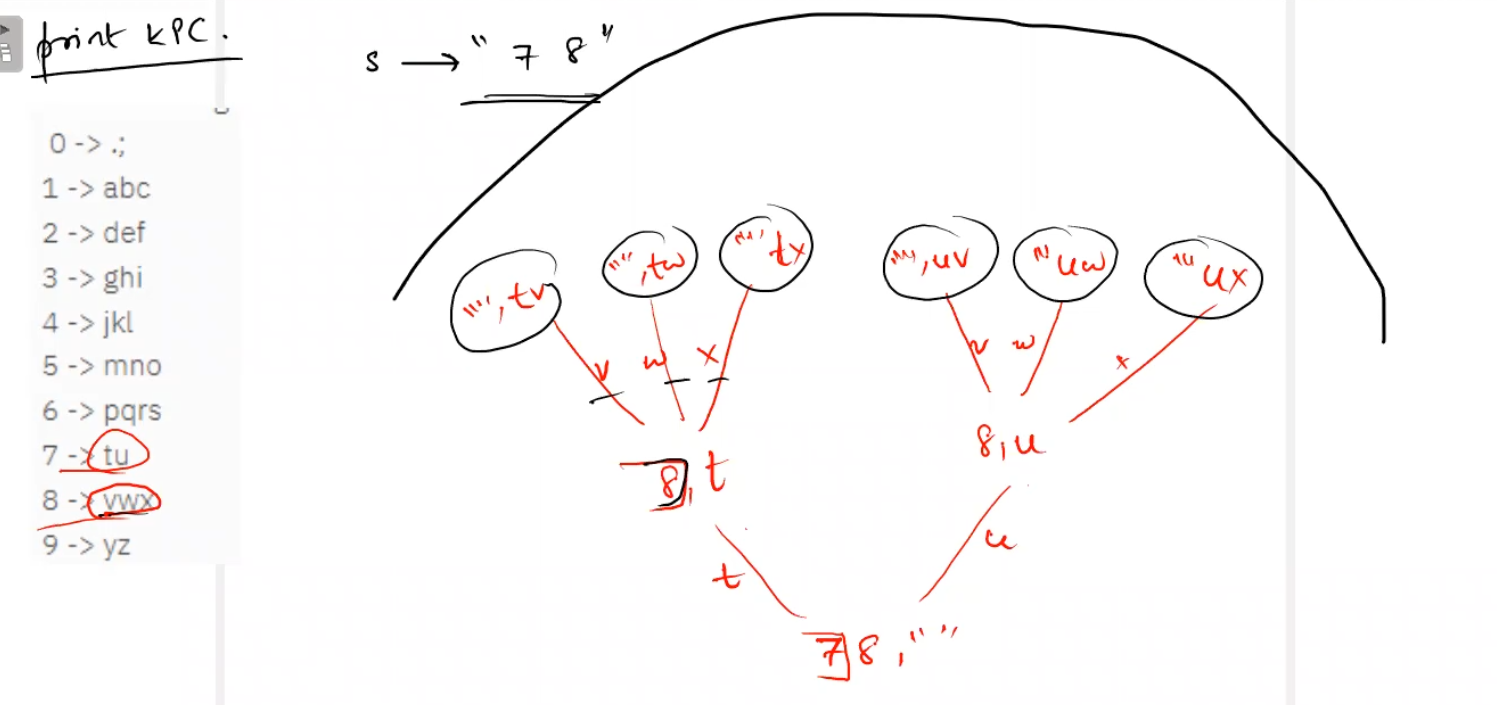 print KPC.
s → " 7 8 "
0 -> .;
1 -> abc
2 -> def
3 -> ghi
4 -> jkl
5 -> mno
6 -> pqrs
7 -> tu
8 -> vwx
9 -> yz
"", tv
"", tw
"", tx
"", uv
"" uw
"" ux
v
w
x
v
w
x
8, t
8, u
t
u
78, " "